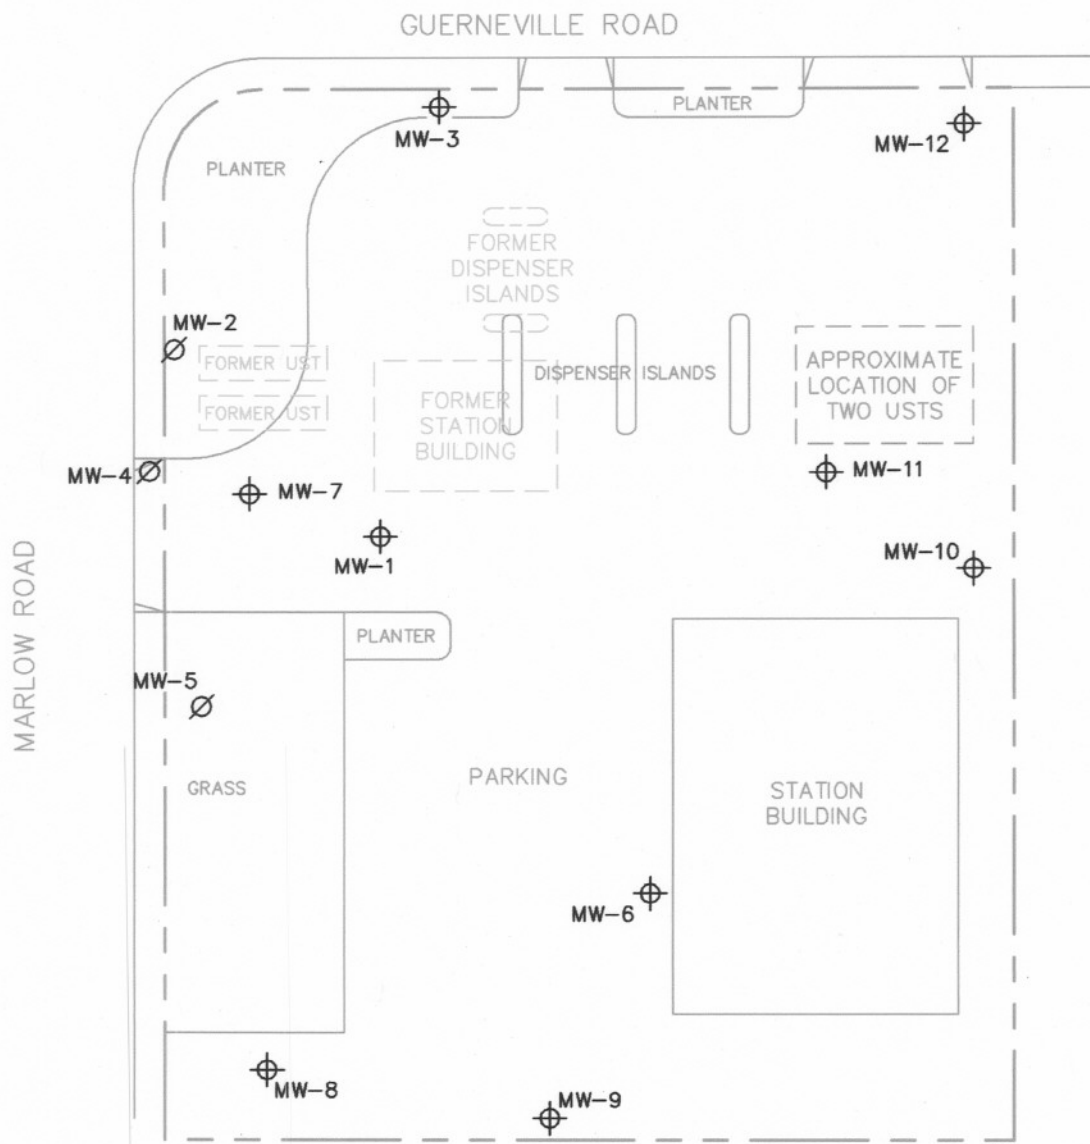 GUERNEVILLE ROAD
PLANTER
MW-3
MW-12
PLANTER
FORMER
DISPENSER
ISLANDS
MW-2
FORMER UST
FORMER UST
FORMER
STATION
BUILDING
DISPENSER ISLANDS
APPROXIMATE
LOCATION OF
TWO USTS
MW-4
MW-7
MW-11
MW-1
MW-10
MARLOW ROAD
PLANTER
MW-5
GRASS
PARKING
STATION
BUILDING
MW-6
MW-8
MW-9